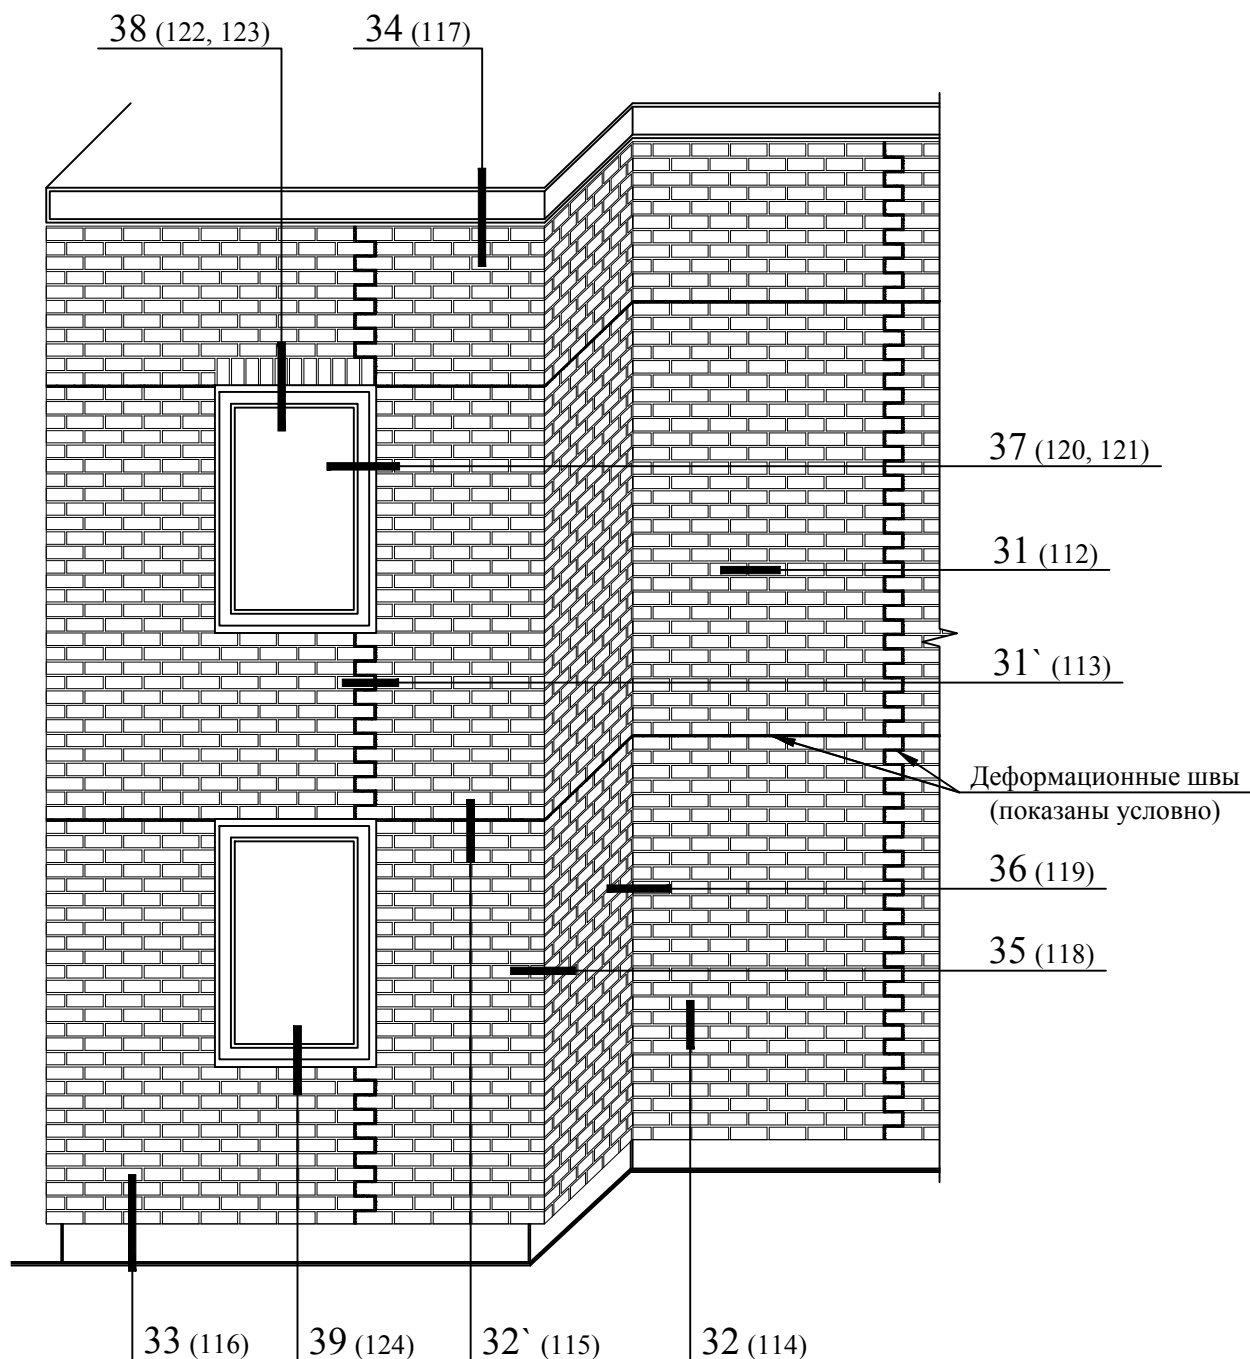 38 (122, 123)
34 (117)
37 (120, 121)
31 (112)
31` (113)
Деформационные швы
(показаны условно)
36 (119)
35 (118)
33 (116)
39 (124)
32` (115)
32 (114)